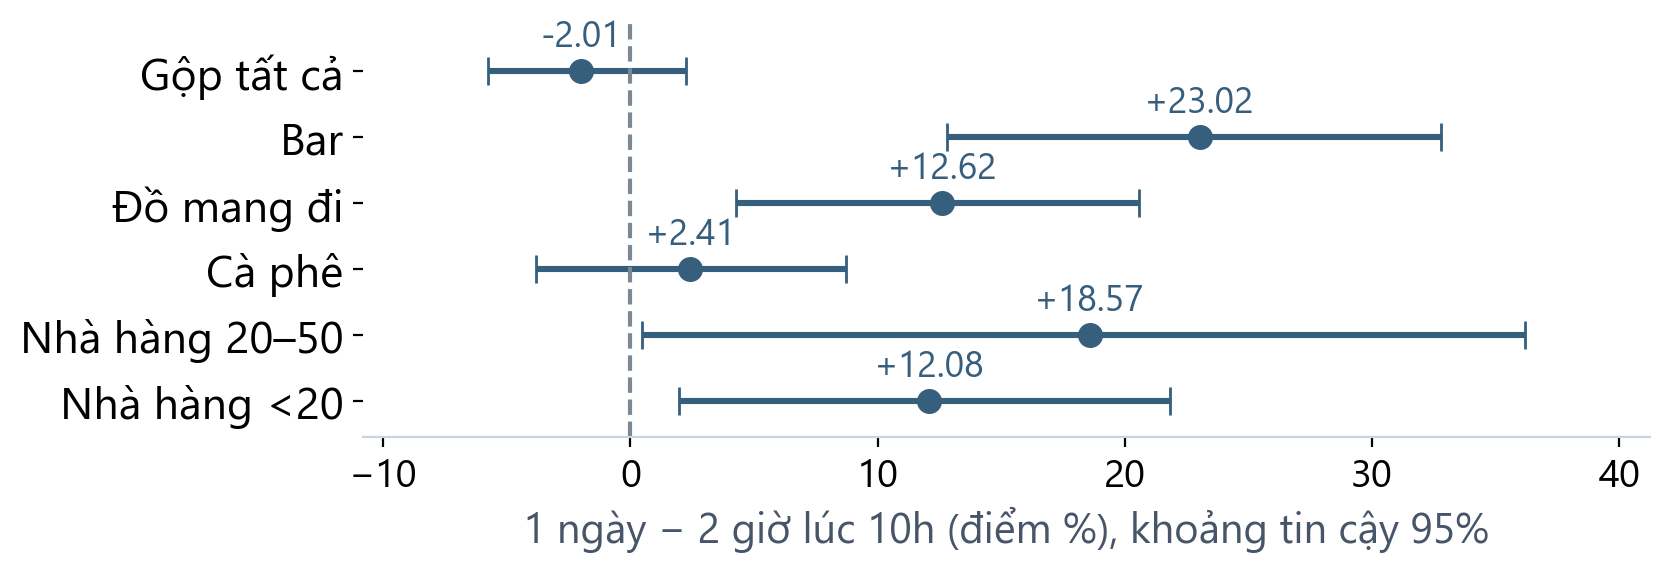 -2.01
Gộp tất cả
+23.02
Bar
+12.62
Đồ mang đi
+2.41
Cà phê
+18.57
Nhà hàng 20–50
+12.08
Nhà hàng <20
−10 0 10 20 30 40
1 ngày − 2 giờ lúc 10h (điểm %), khoảng tin cậy 95%